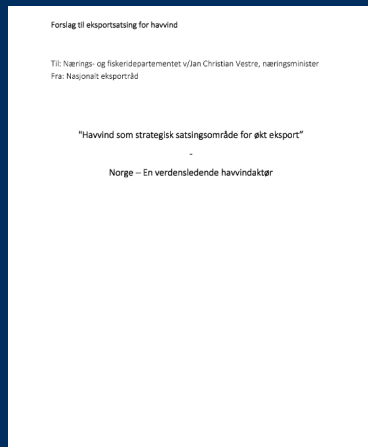 Forslag til eksportsatsing for havvind
Til: Nærings- og fiskeridepartementet v/Jan Christian Vestre, næringsminister
Fra: Nasjonalt eksportråd
"Havvind som strategisk satsingsområde for økt eksport"
-
Norge – En verdensledende havvindaktør